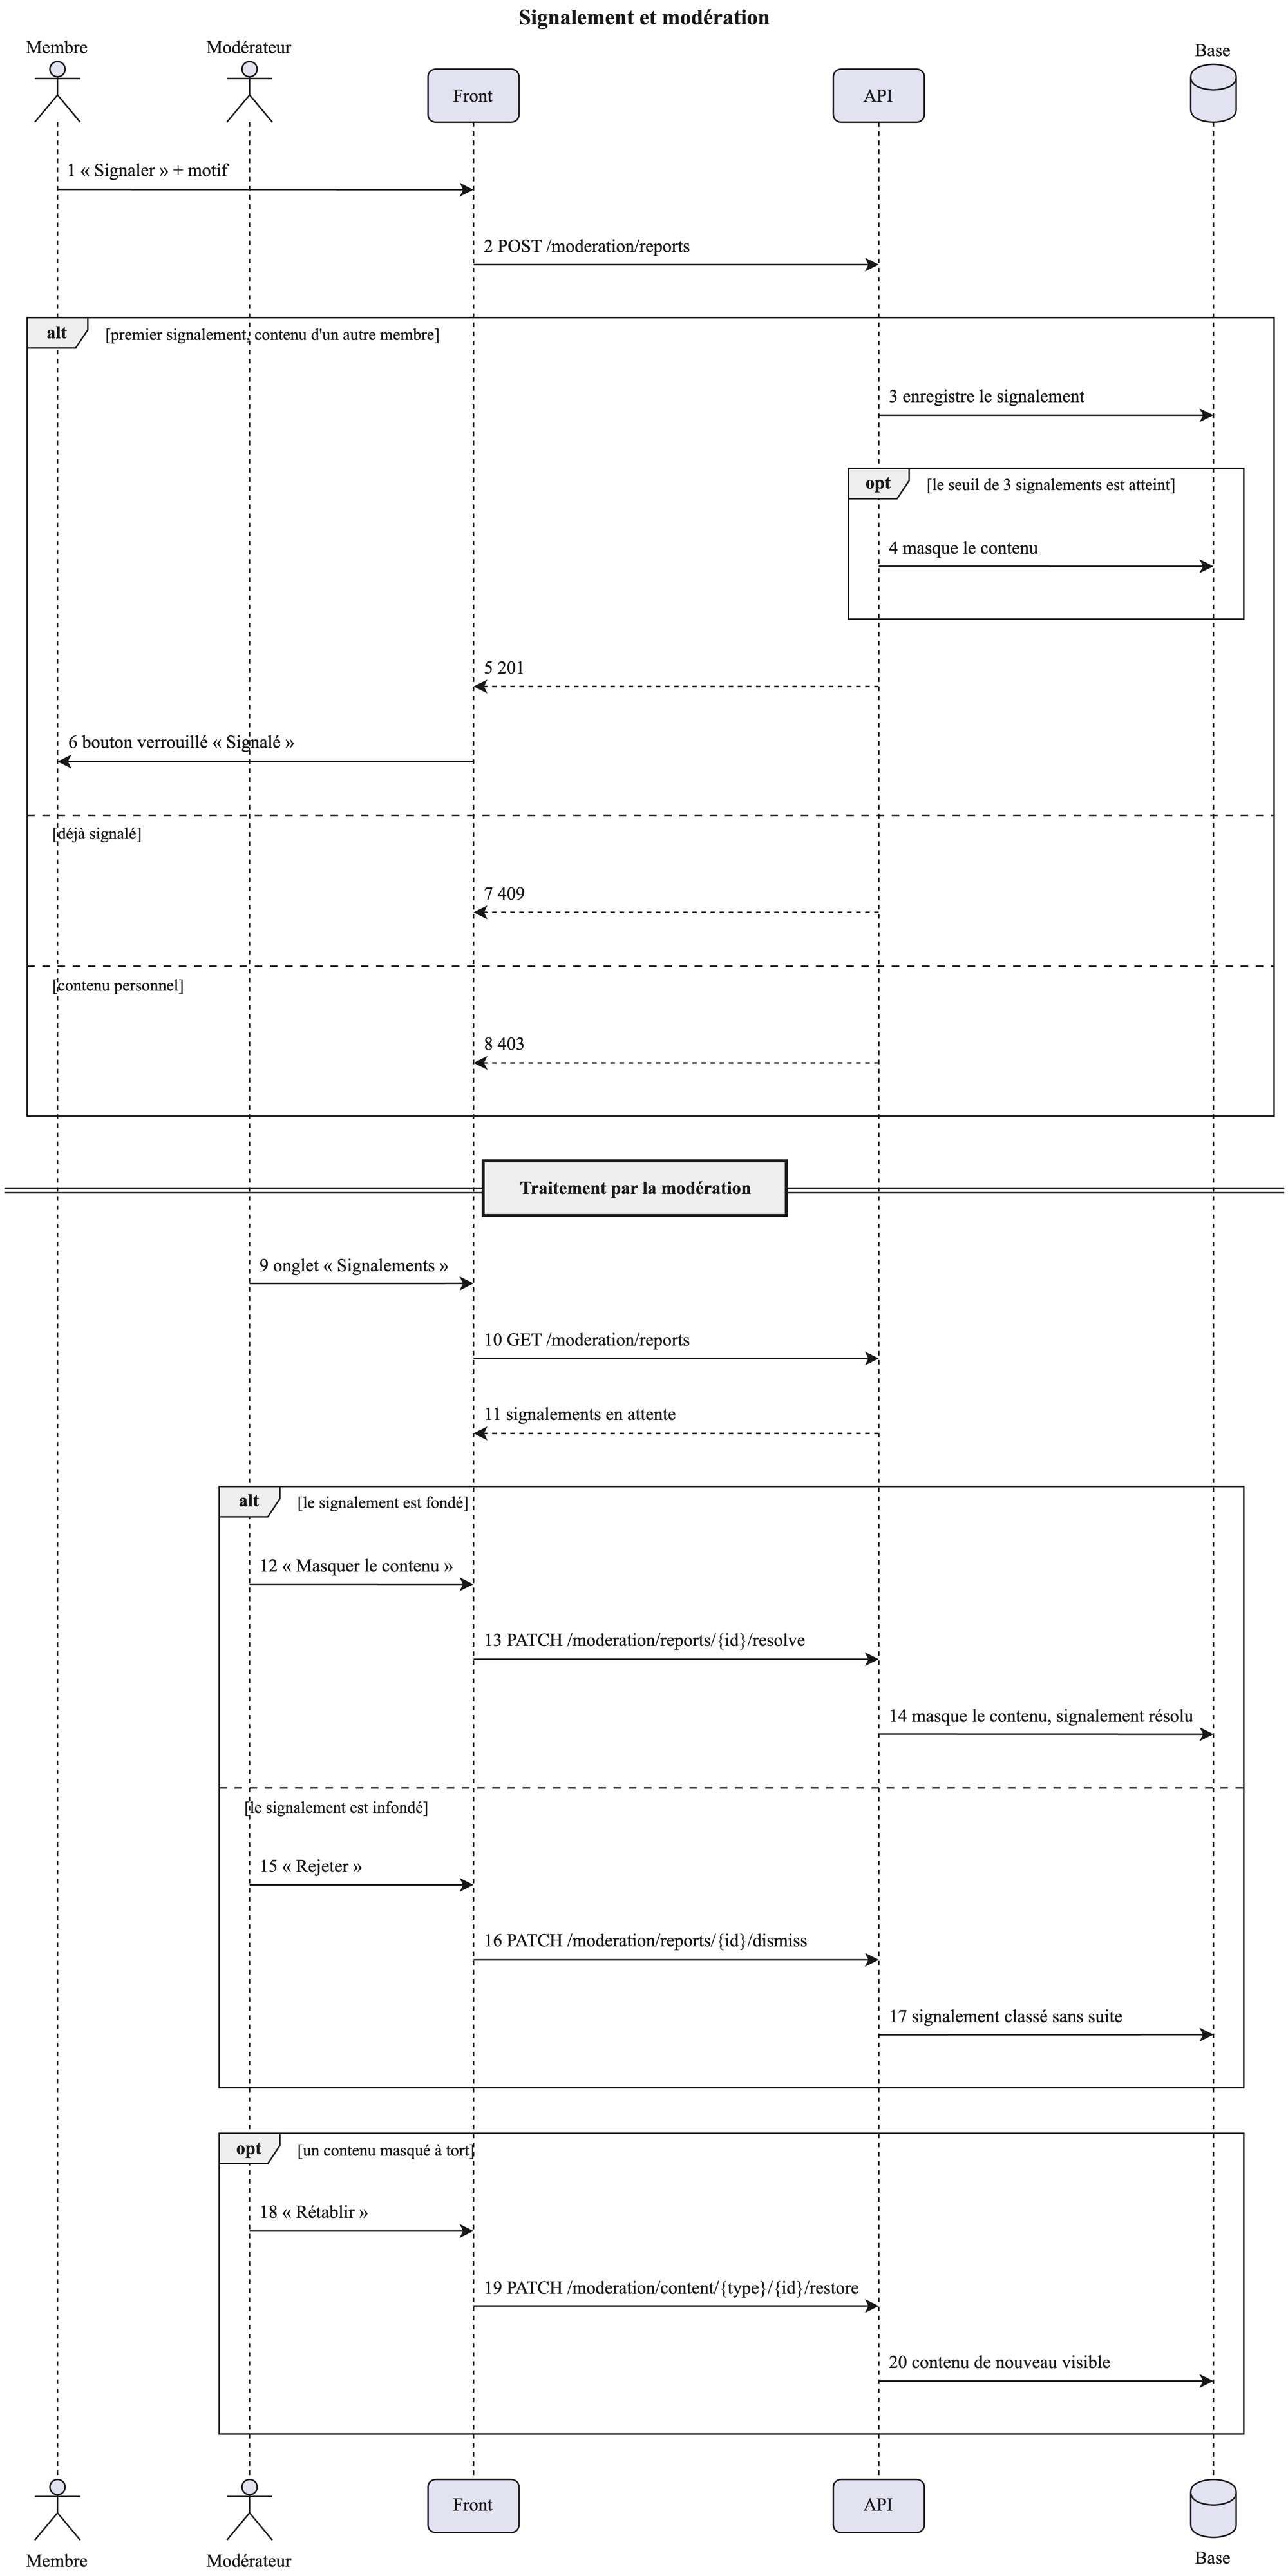 Signalement et modération
Membre
Modérateur
Front
API
Base
1 « Signaler » + motif
2 POST /moderation/reports
alt
[premier signalement, contenu d'un autre membre]
3 enregistre le signalement
opt
[le seuil de 3 signalements est atteint]
4 masque le contenu
5 201
6 bouton verrouillé « Signalé »
[déjà signalé]
7 409
[contenu personnel]
8 403
Traitement par la modération
9 onglet « Signalements »
10 GET /moderation/reports
11 signalements en attente
alt
[le signalement est fondé]
12 « Masquer le contenu »
13 PATCH /moderation/reports/{id}/resolve
14 masque le contenu, signalement résolu
[le signalement est infondé]
15 « Rejeter »
16 PATCH /moderation/reports/{id}/dismiss
17 signalement classé sans suite
opt
[un contenu masqué à tort]
18 « Rétablir »
19 PATCH /moderation/content/{type}/{id}/restore
20 contenu de nouveau visible
Membre
Modérateur
Front
API
Base